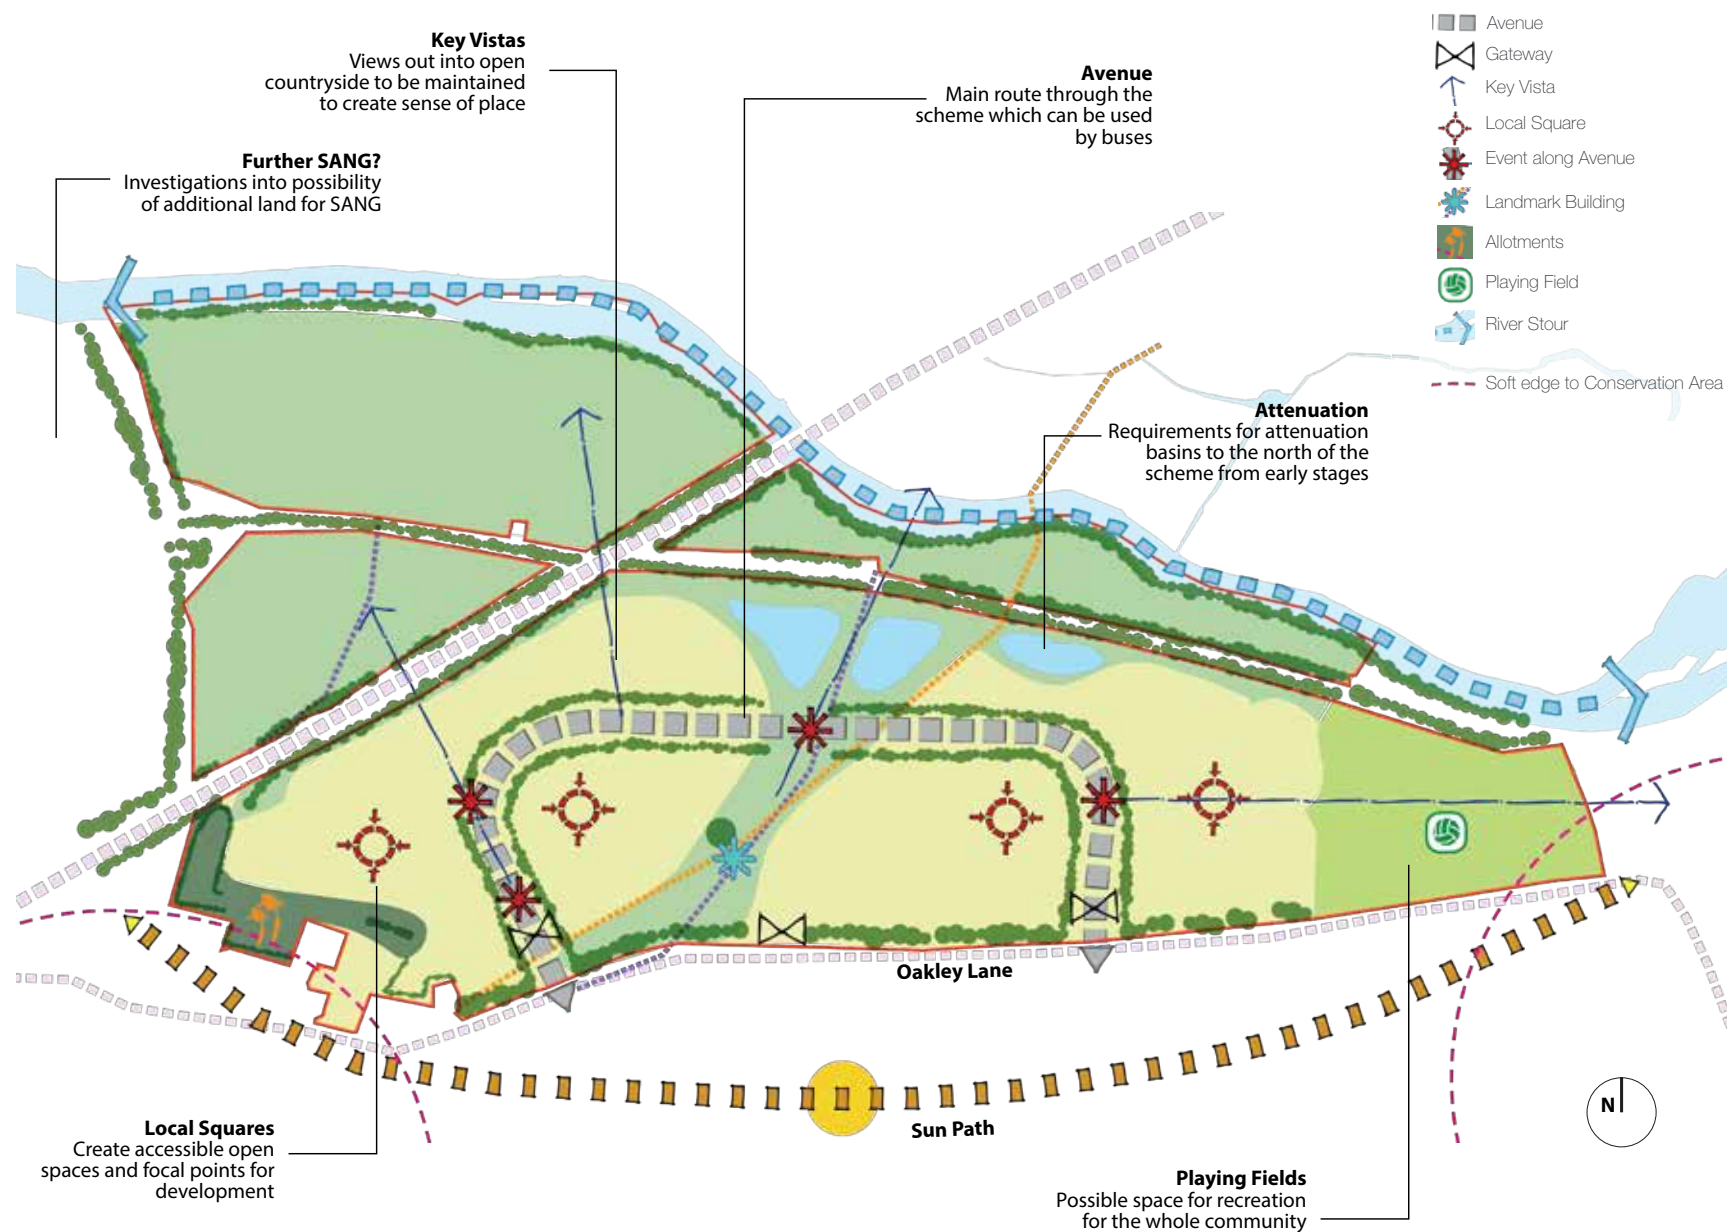 Key Vistas
Views out into open
countryside to be maintained
to create sense of place
Avenue
Main route through the
scheme which can be used
by buses
Further SANG?
Investigations into possibility
of additional land for SANG
Avenue
Gateway
Key Vista
Local Square
Event along Avenue
Landmark Building
Allotments
Playing Field
River Stour
Soft edge to Conservation Area
Attenuation
Requirements for attenuation
basins to the north of the
scheme from early stages
Oakley Lane
Sun Path
N
Local Squares
Create accessible open
spaces and focal points for
development
Playing Fields
Possible space for recreation
for the whole community